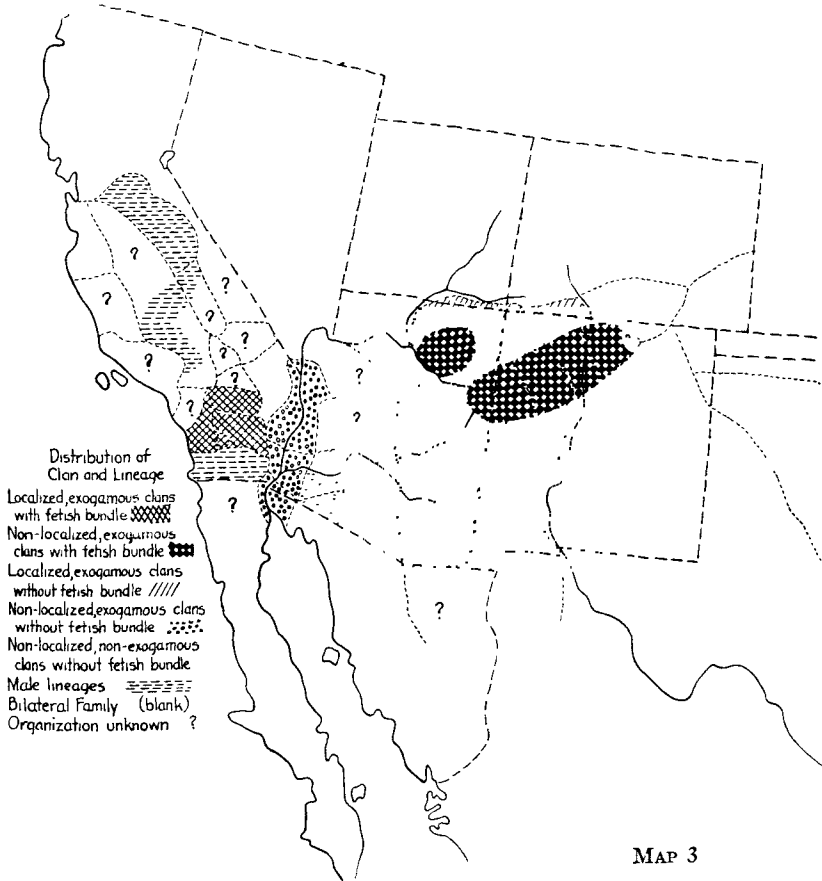 ?
?
?
?
?
?
?
?
?
?
?
?
?
?
Distribution of
Clan and Lineage
Localized, exogamous clans
with fetish bundle
Non-localized, exogamous
clans with fetish bundle
Localized, exogamous clans
without fetish bundle
Non-localized, exogamous clans
without fetish bundle
Non-localized, non-exogamous
clans without fetish bundle
Male lineages
Bilateral Family (blank)
Organization unknown ?
MAP 3